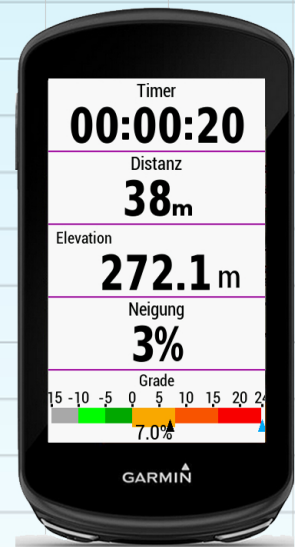 Timer
00:00:20
Distanz
38m
Elevation
272.1 m
Neigung
3%
Grade
15 -10 -5 0 5 10 15 20 24
7.0%
GARMIN